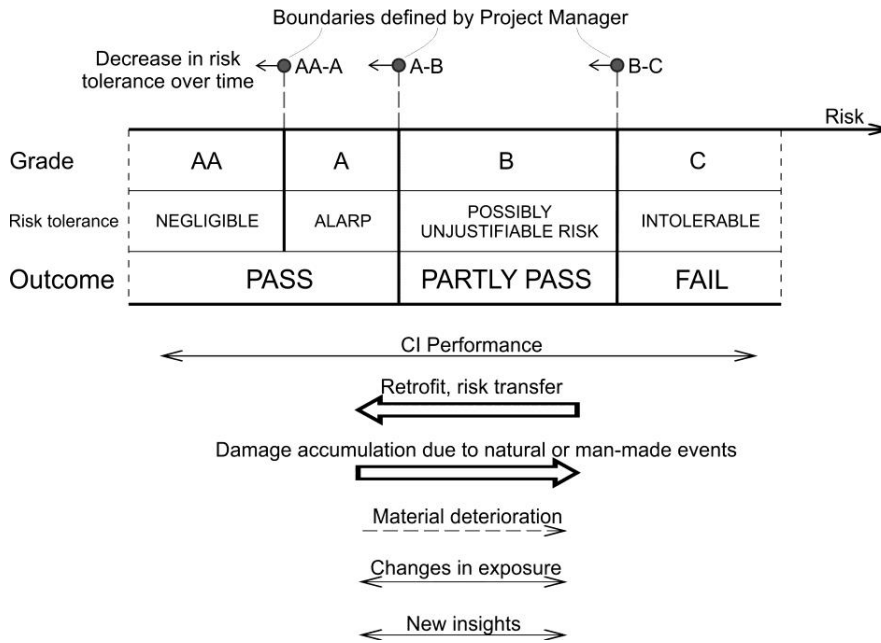 Boundaries defined by Project Manager
Decrease in risk
tolerance over time
AA-A
A-B
B-C
Risk
Grade
AA
A
B
C
Risk tolerance
NEGLIGIBLE
ALARP
POSSIBLY
UNJUSTIFIABLE RISK
INTOLERABLE
Outcome
PASS
PARTLY PASS
FAIL
CI Performance
Retrofit, risk transfer
Damage accumulation due to natural or man-made events
Material deterioration
Changes in exposure
New insights